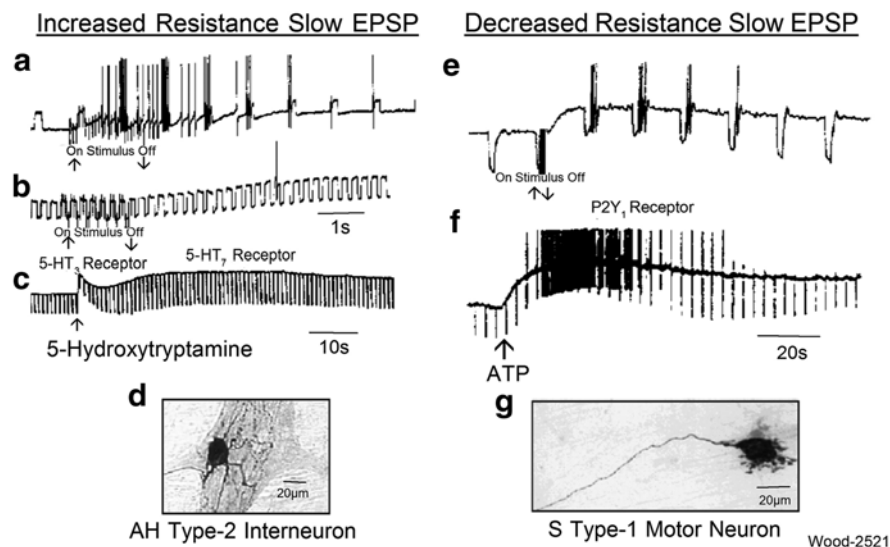 Increased Resistance Slow EPSP
a
On Stimulus Off
b
On Stimulus Off
1s
5-HT₃ Receptor
5-HT₇ Receptor
c
5-Hydroxytryptamine
10s
d
20µm
AH Type-2 Interneuron
Decreased Resistance Slow EPSP
e
On Stimulus Off
P2Y₁ Receptor
f
ATP
20s
g
20µm
S Type-1 Motor Neuron
Wood-2521